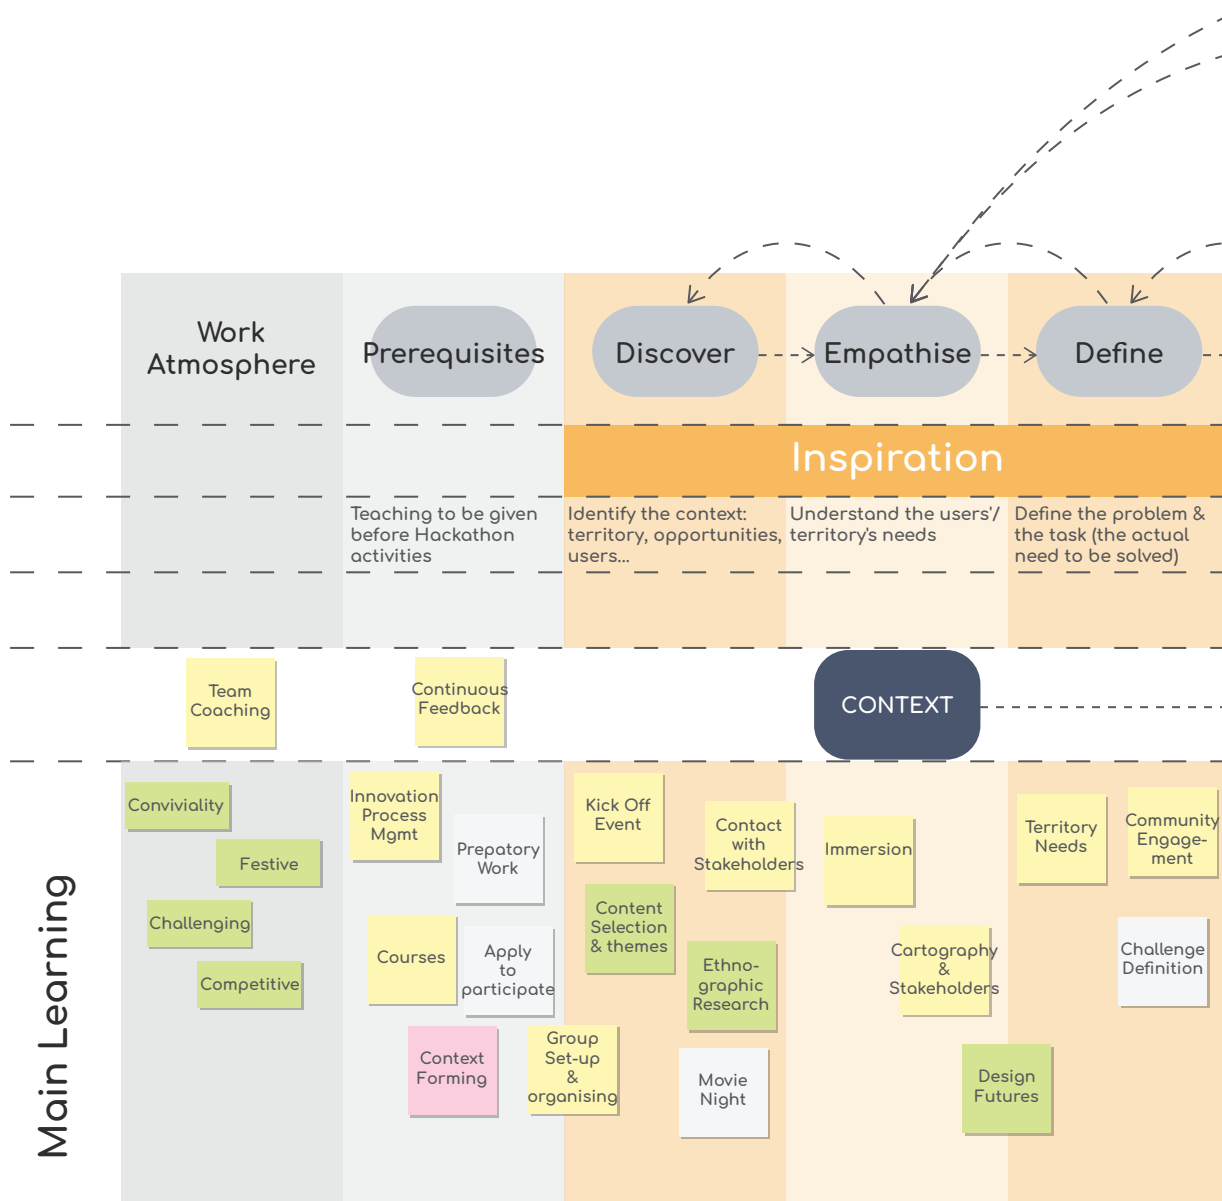 Work
Atmosphere
Prerequisites
Discover
Empathise
Define
Inspiration
Teaching to be given
before Hackathon
activities
Identify the context:
territory, opportunities,
users...
Understand the users'/
territory's needs
Define the problem &
the task (the actual
need to be solved)
Team
Coaching
Continuous
Feedback
CONTEXT
Main Learning
Conviviality
Festive
Challenging
Competitive
Innovation
Process
Mgmt
Prepatory
Work
Courses
Apply
to
participate
Context
Forming
Group
Set-up
&
organising
Kick Off
Event
Contact
with
Stakeholders
Content
Selection
& themes
Ethno-
graphic
Research
Movie
Night
Immersion
Cartography
&
Stakeholders
Design
Futures
Territory
Needs
Community
Engage-
ment
Challenge
Definition